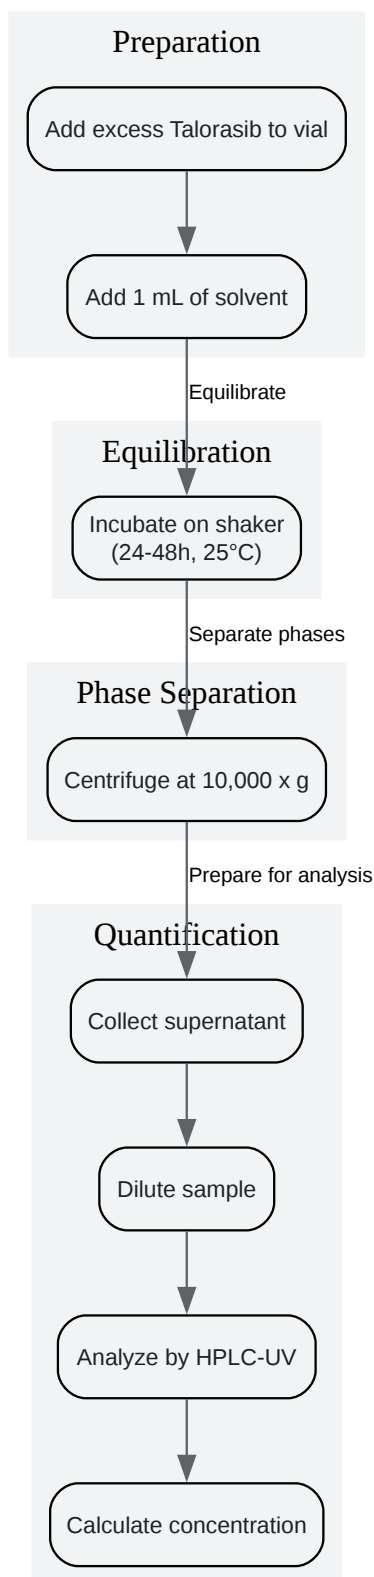 Preparation
Add excess Talorasib to vial
Add 1 mL of solvent
Equilibrate
Equilibration
Incubate on shaker
(24-48h, 25°C)
Separate phases
Phase Separation
Centrifuge at 10,000 x g
Prepare for analysis
Quantification
Collect supernatant
Dilute sample
Analyze by HPLC-UV
Calculate concentration